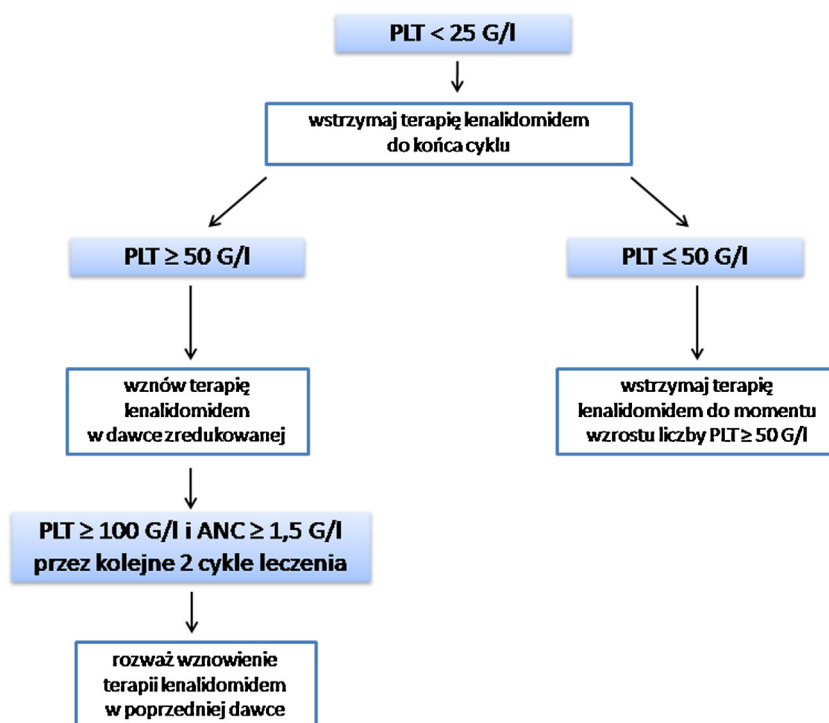 PLT < 25 G/l
wstrzymaj terapię lenalidomidem
do końca cyklu
PLT ≥ 50 G/l
PLT ≤ 50 G/l
wznów terapię
lenalidomidem
w dawce zredukowanej
wstrzymaj terapię
lenalidomidem do momentu
wzrostu liczby PLT ≥ 50 G/l
PLT ≥ 100 G/l i ANC ≥ 1,5 G/l
przez kolejne 2 cykle leczenia
rozważ wznowienie
terapii lenalidomidem
w poprzedniej dawce